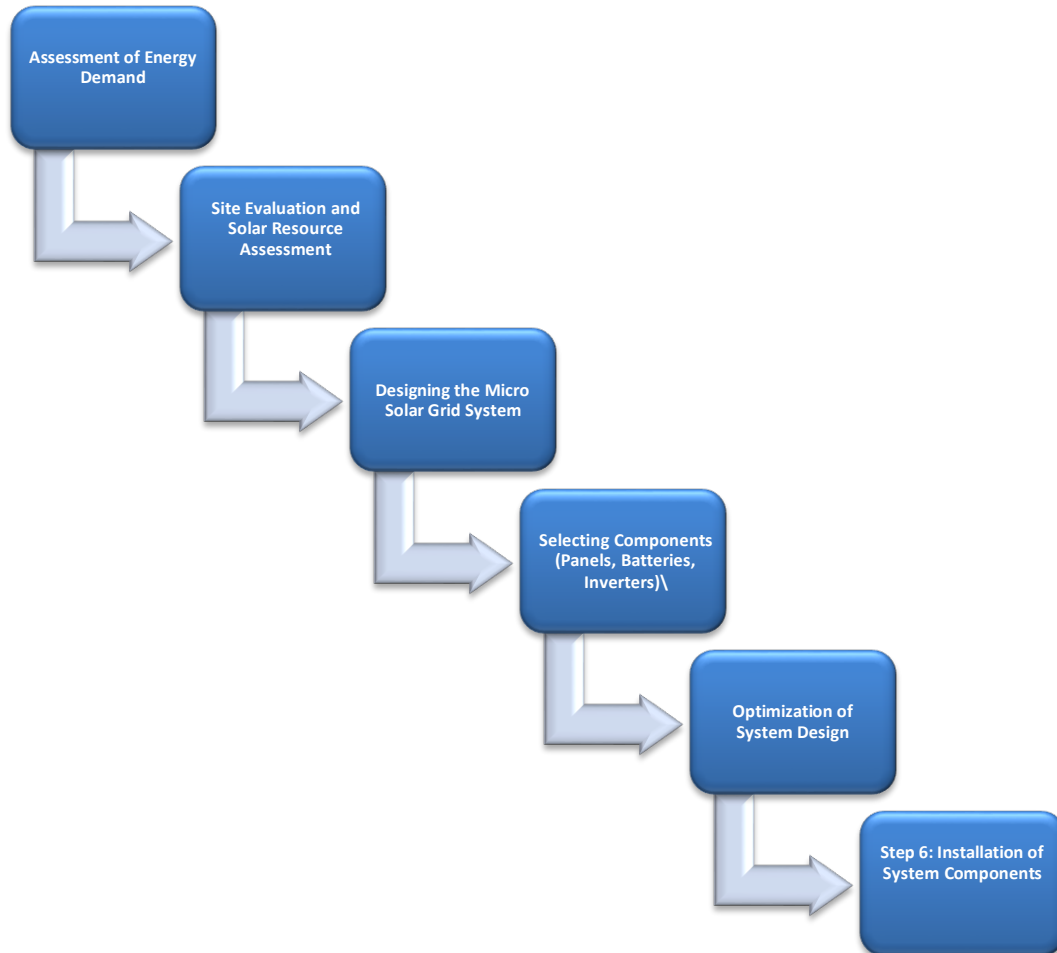 Assessment of Energy
Demand
Site Evaluation and
Solar Resource
Assessment
Designing the Micro
Solar Grid System
Selecting Components
(Panels, Batteries,
Inverters)\
Optimization of
System Design
Step 6: Installation of
System Components